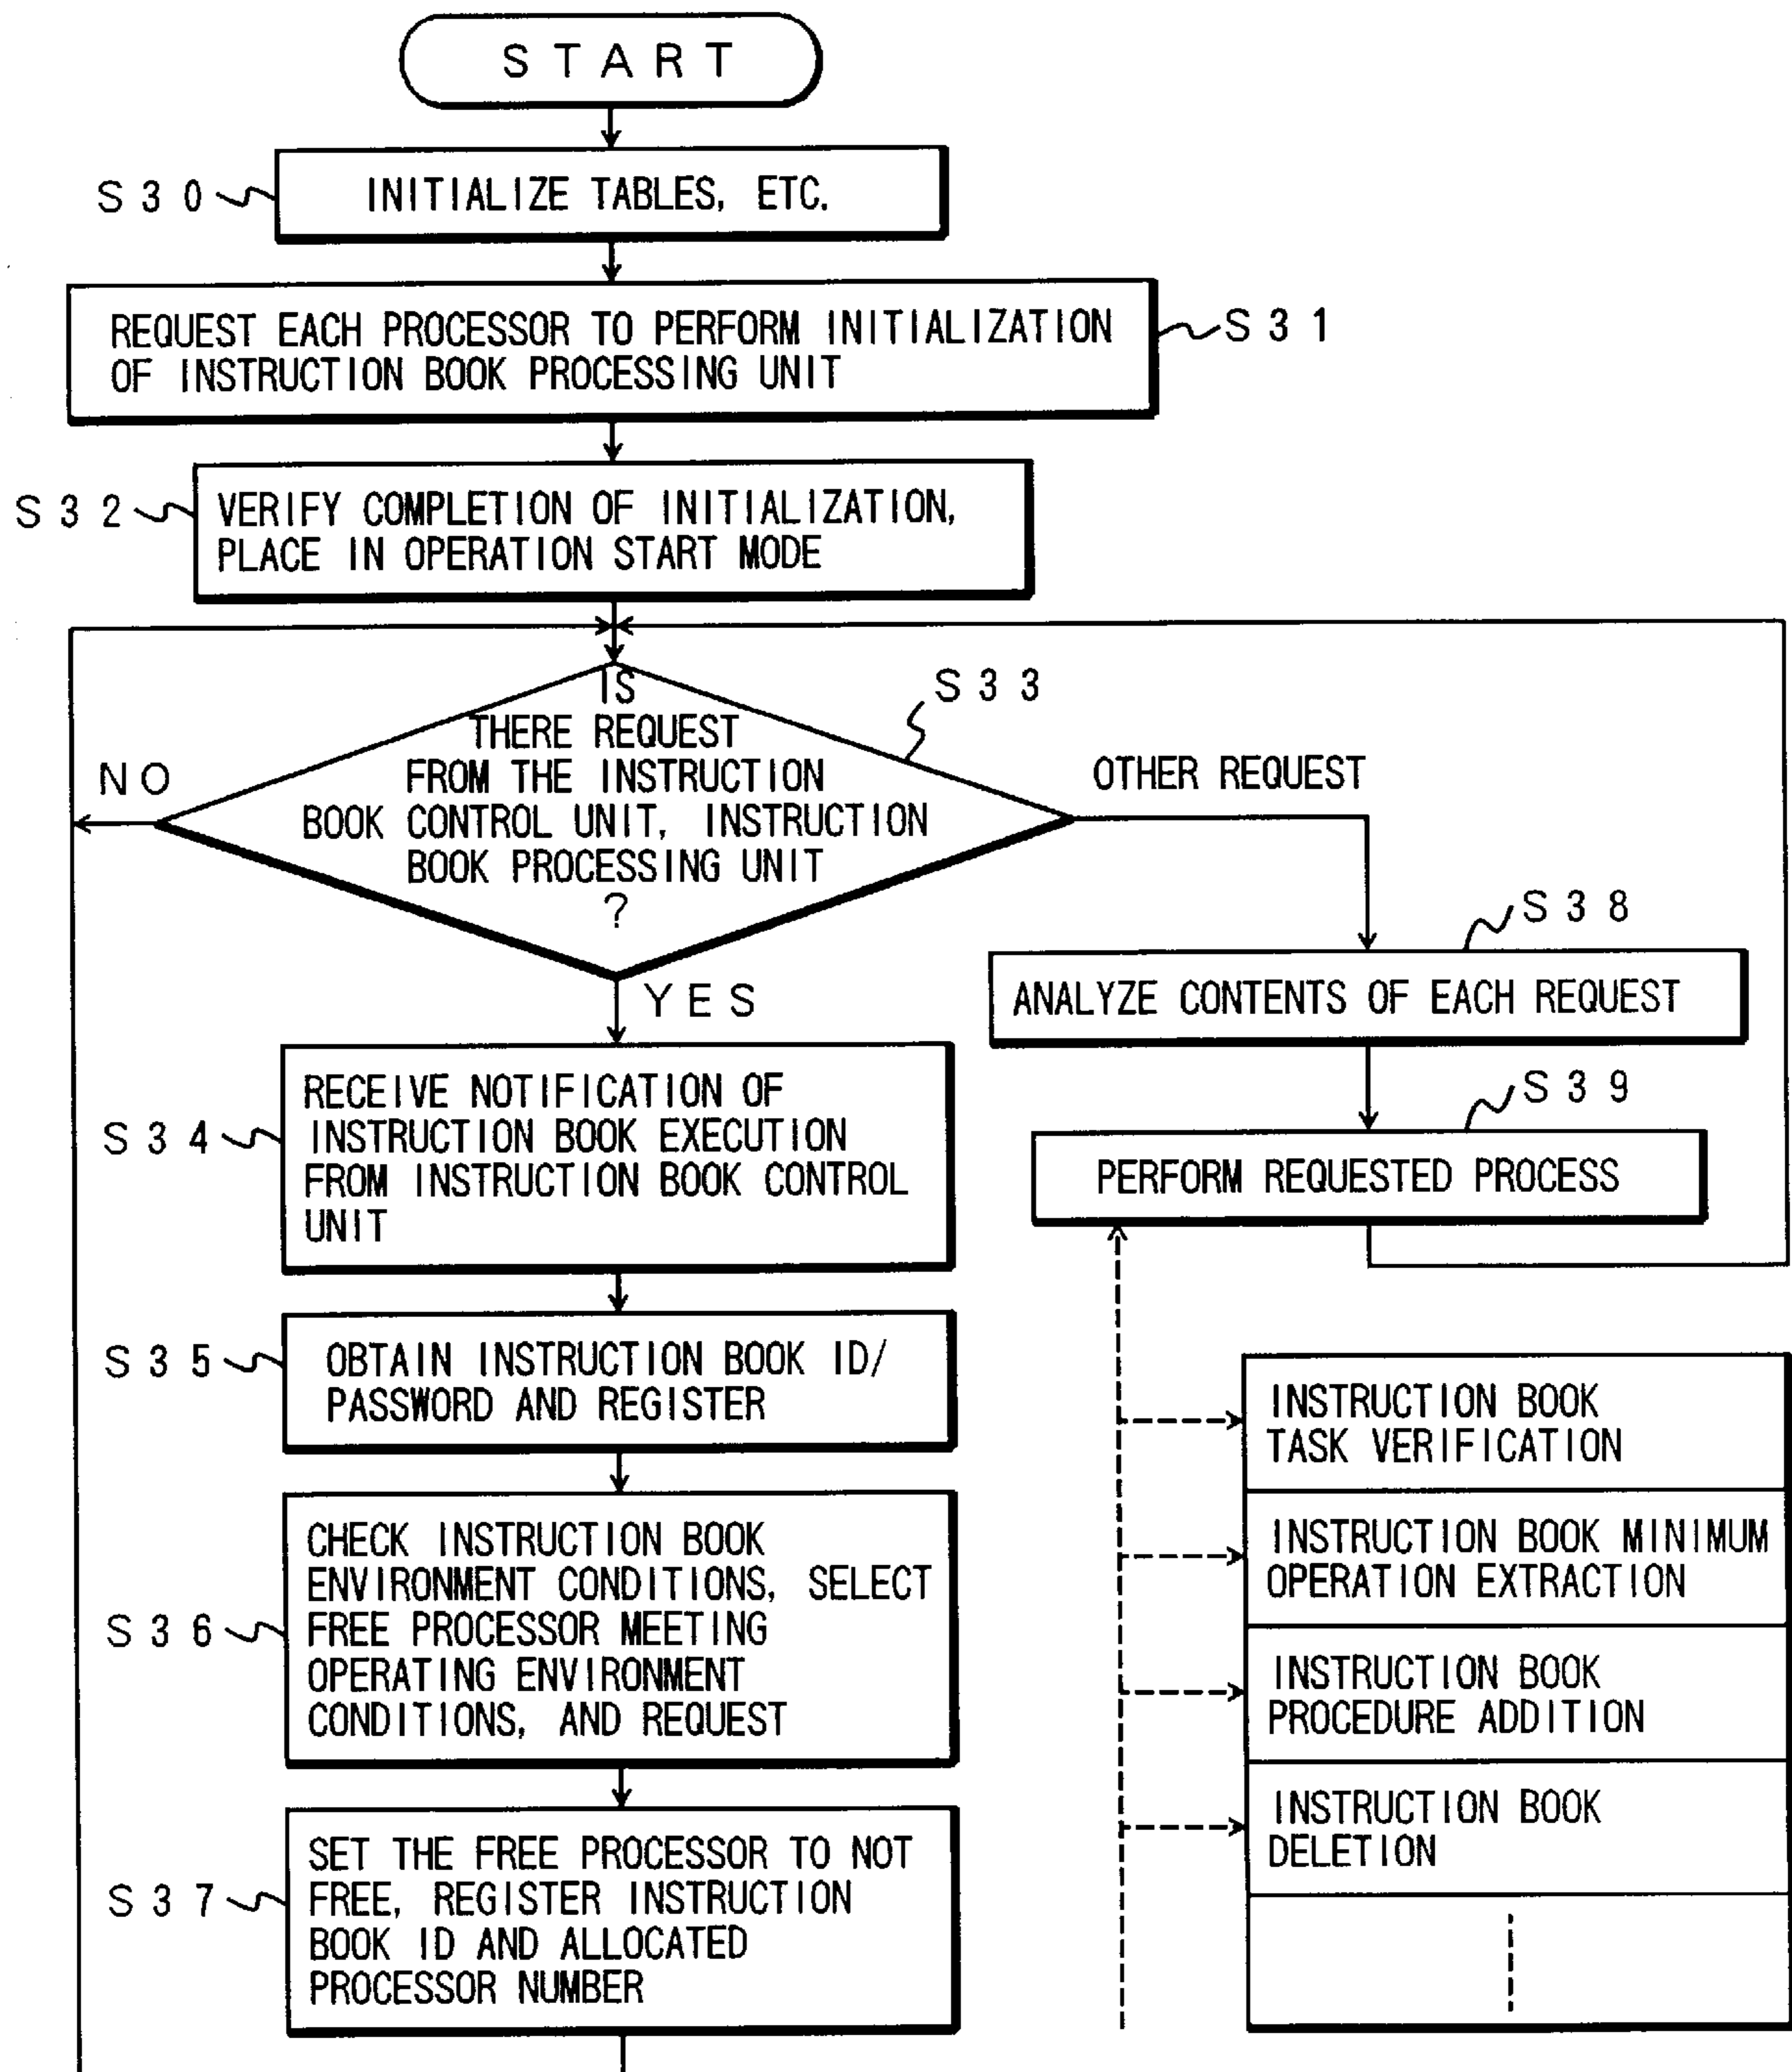 START
S30
INITIALIZE TABLES, ETC.
REQUEST EACH PROCESSOR TO PERFORM INITIALIZATION
OF INSTRUCTION BOOK PROCESSING UNIT
S31
S32
VERIFY COMPLETION OF INITIALIZATION,
PLACE IN OPERATION START MODE
S33
IS
THERE REQUEST
FROM THE INSTRUCTION
BOOK CONTROL UNIT, INSTRUCTION
BOOK PROCESSING UNIT
?
NO
OTHER REQUEST
YES
S34
RECEIVE NOTIFICATION OF
INSTRUCTION BOOK EXECUTION
FROM INSTRUCTION BOOK CONTROL
UNIT
S35
OBTAIN INSTRUCTION BOOK ID/
PASSWORD AND REGISTER
S36
CHECK INSTRUCTION BOOK
ENVIRONMENT CONDITIONS, SELECT
FREE PROCESSOR MEETING
OPERATING ENVIRONMENT
CONDITIONS, AND REQUEST
S37
SET THE FREE PROCESSOR TO NOT
FREE, REGISTER INSTRUCTION
BOOK ID AND ALLOCATED
PROCESSOR NUMBER
S38
ANALYZE CONTENTS OF EACH REQUEST
S39
PERFORM REQUESTED PROCESS
INSTRUCTION BOOK
TASK VERIFICATION
INSTRUCTION BOOK MINIMUM
OPERATION EXTRACTION
INSTRUCTION BOOK
PROCEDURE ADDITION
INSTRUCTION BOOK
DELETION